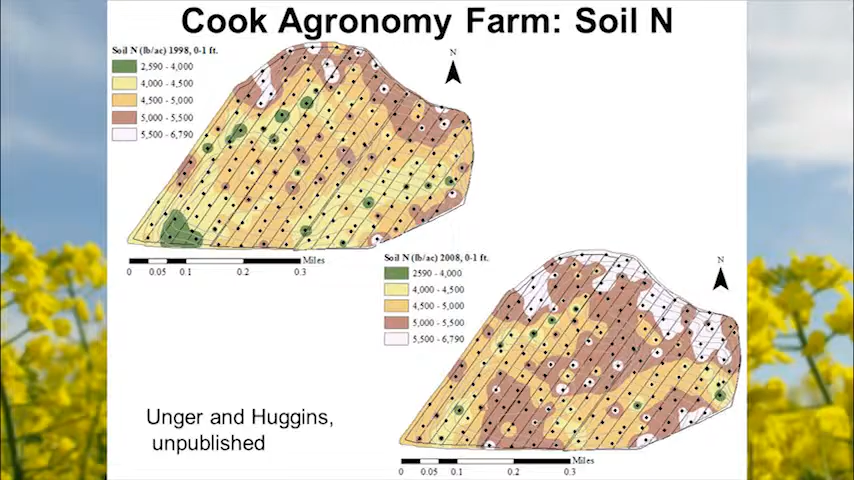 Cook Agronomy Farm: Soil N
Soil N (lb/ac) 1998, 0-1 ft.
2,590 - 4,000
4,000 - 4,500
4,500 - 5,000
5,000 - 5,500
5,500 - 6,790
N
0 0.05 0.1 0.2 0.3
Miles
Soil N (lb/ac) 2008, 0-1 ft.
2590 - 4,000
4,000 - 4,500
4,500 - 5,000
5,000 - 5,500
5,500 - 6,790
N
Unger and Huggins,
unpublished
Miles
0 0.05 0.1 0.2 0.3